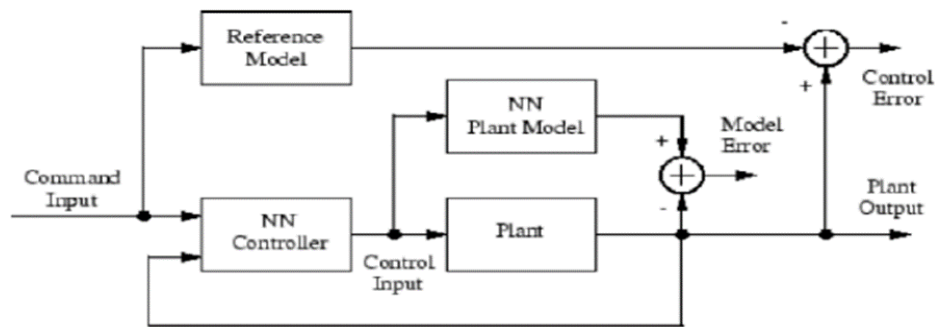 Reference
Model
-
+
Control
Error
NN
Plant Model
+
Model
Error
-
Command
Input
NN
Controller
Control
Input
Plant
Plant
Output